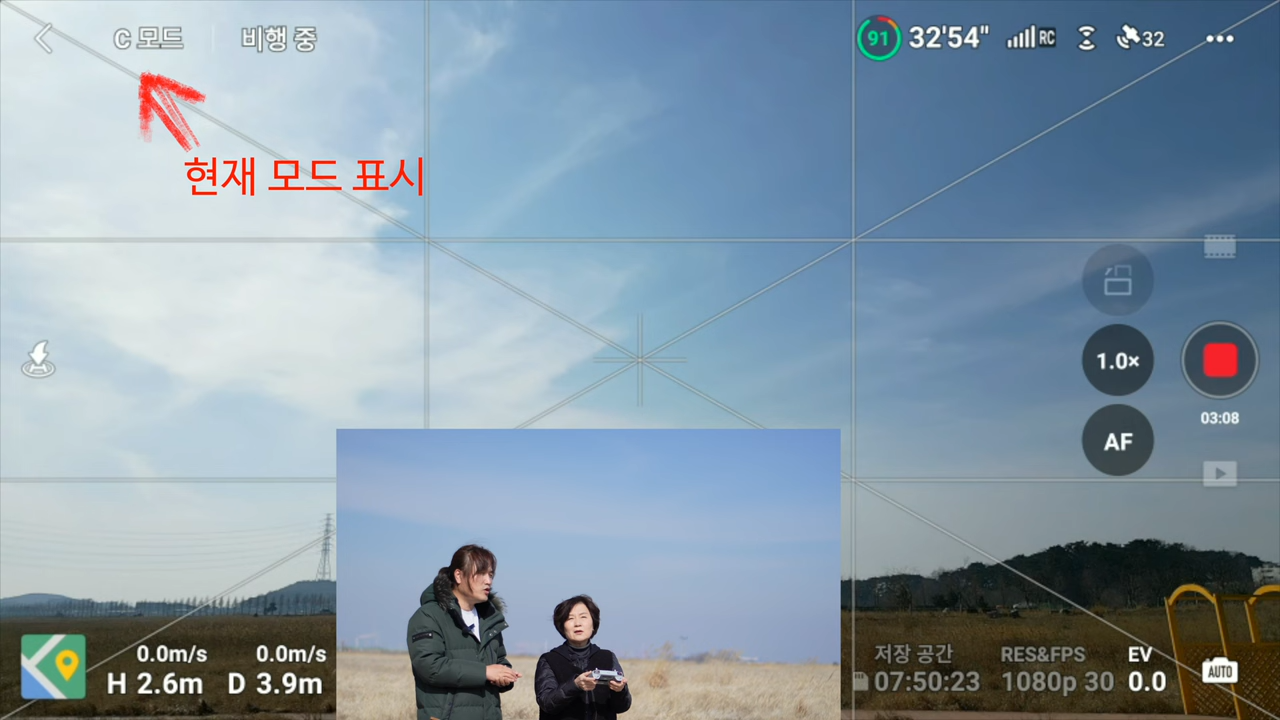 C 모드
비행 중
91
32'54"
RC
32
현재 모드 표시
1.0×
03:08
AF
0.0m/s
0.0m/s
H 2.6m
D 3.9m
저장 공간
07:50:23
RES&FPS
1080p 30
EV
0.0
AUTO